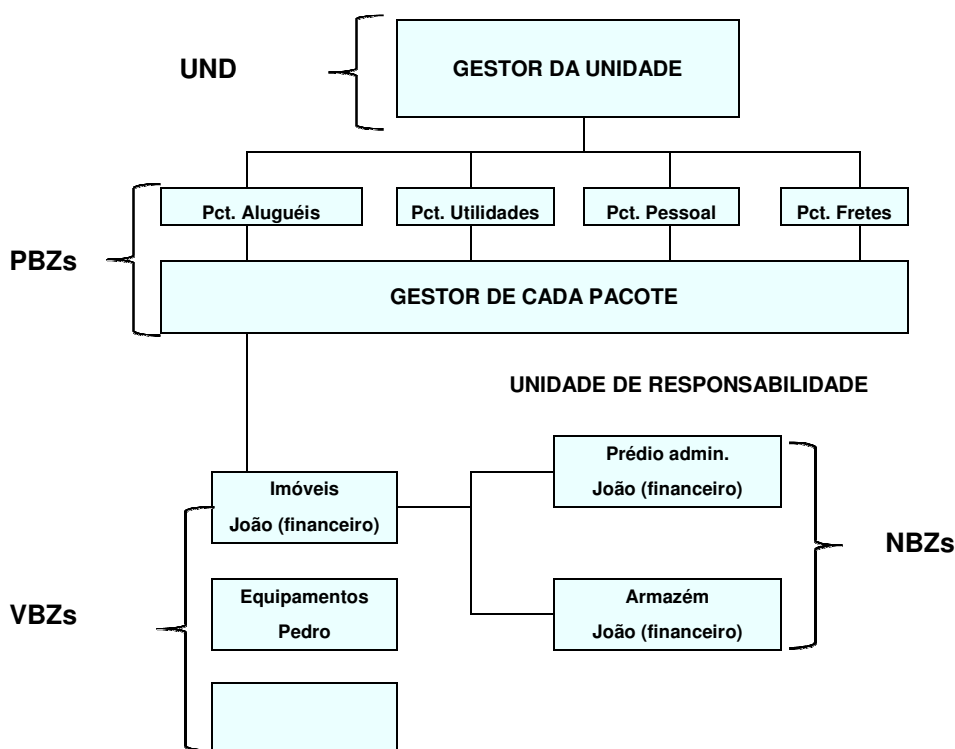 UND
GESTOR DA UNIDADE
Pct. Aluguéis
Pct. Utilidades
Pct. Pessoal
Pct. Fretes
PBZs
GESTOR DE CADA PACOTE
UNIDADE DE RESPONSABILIDADE
Imóveis
João (financeiro)
Prédio admin.
João (financeiro)
NBZs
VBZs
Equipamentos
Pedro
Armazém
João (financeiro)